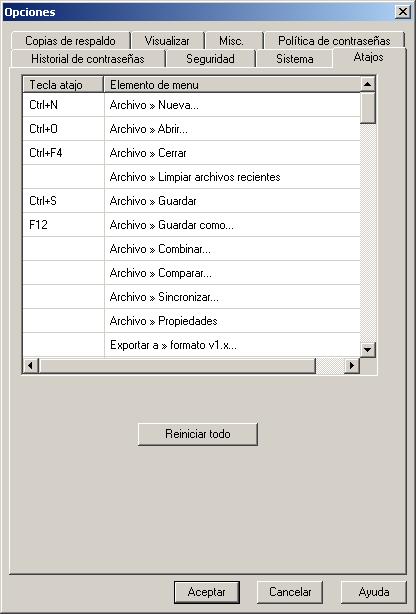 Opciones
Copias de respaldo Visualizar Misc. Política de contraseñas
Historial de contraseñas Seguridad Sistema Atajos
Tecla atajo Elemento de menu
Ctrl+N Archivo » Nueva...
Ctrl+O Archivo » Abrir...
Ctrl+F4 Archivo » Cerrar
Archivo » Limpiar archivos recientes
Ctrl+S Archivo » Guardar
F12 Archivo » Guardar como...
Archivo » Combinar...
Archivo » Comparar...
Archivo » Sincronizar...
Archivo » Propiedades
Exportar a » formato v1.x...
Reiniciar todo
Aceptar Cancelar Ayuda